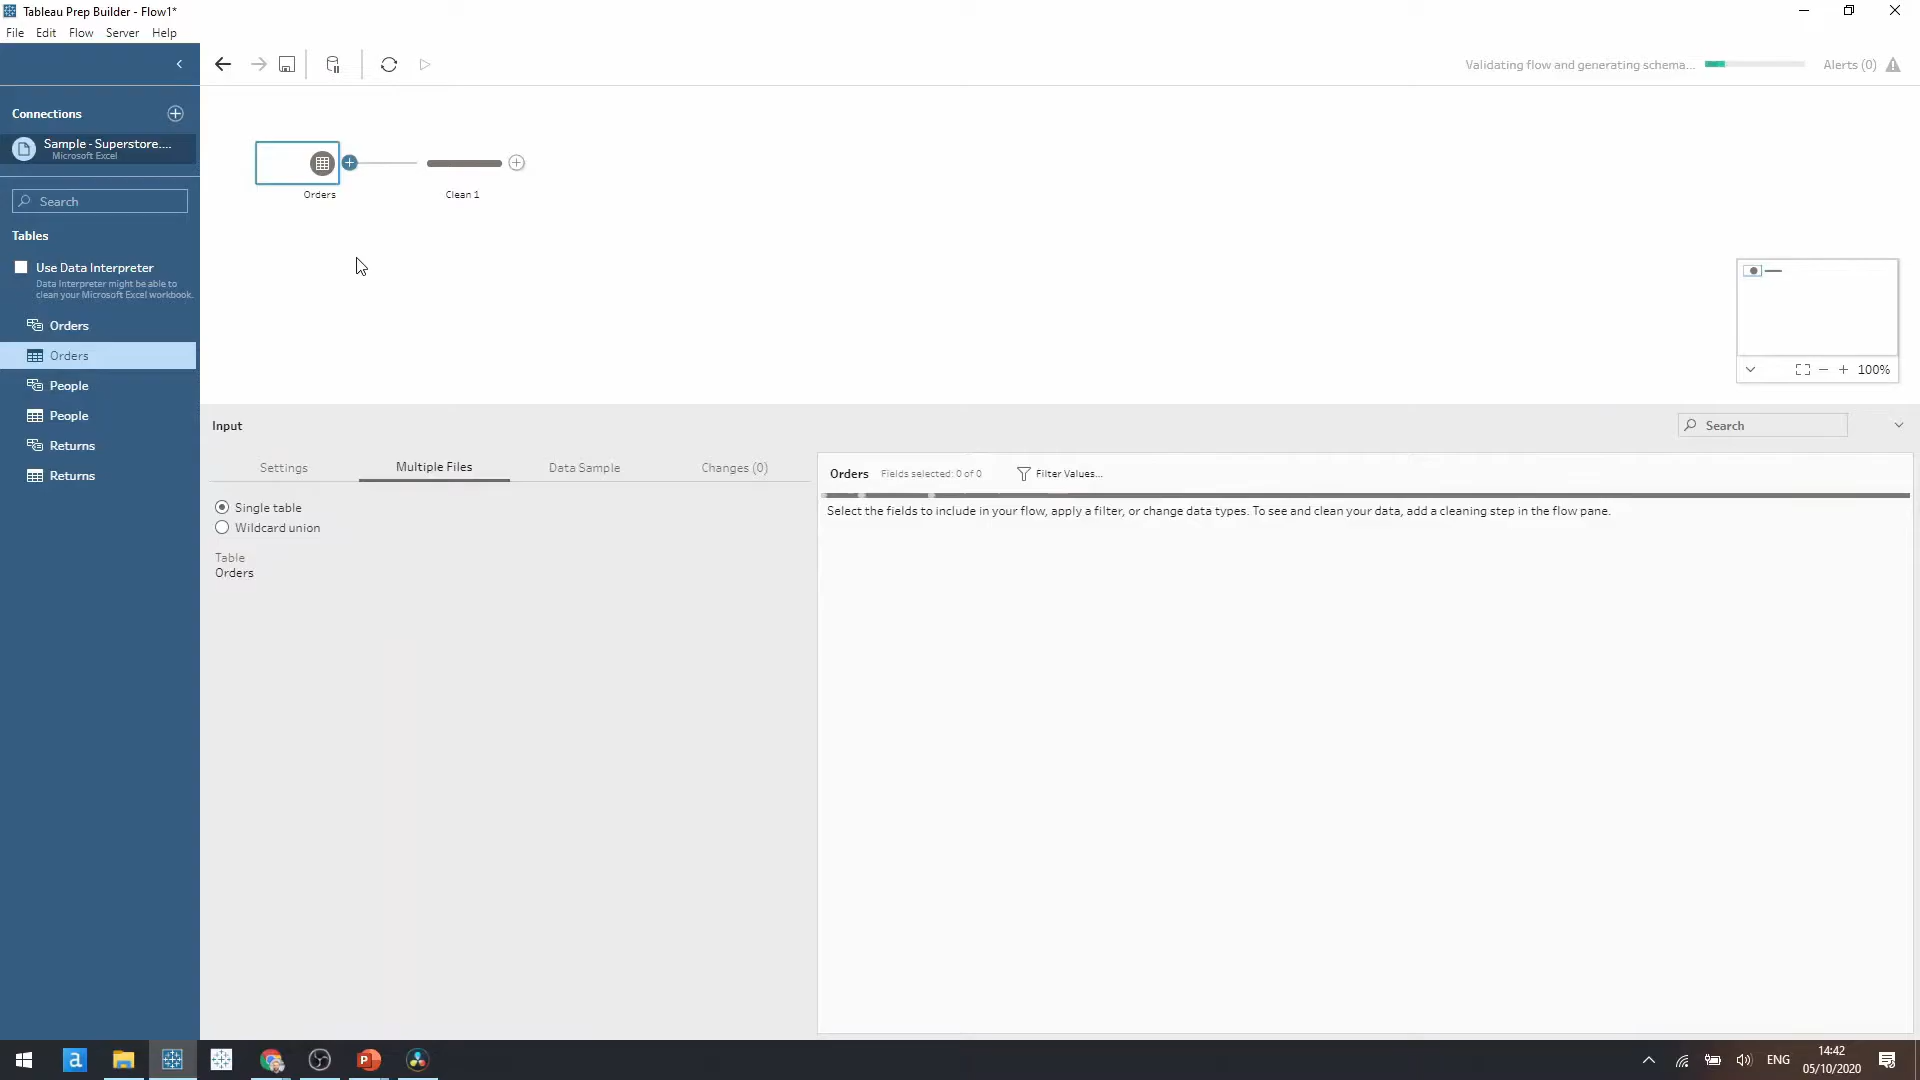 Tableau Prep Builder - Flow1*
File Edit Flow Server Help
Validating flow and generating schema...
Alerts (0)
Connections
Sample - Superstore....
Microsoft Excel
Orders
Clean 1
Search
Tables
Use Data Interpreter
Data Interpreter might be able to
clean your Microsoft Excel workbook.
Orders
Orders
People
People
Returns
Returns
100%
Input
Search
Settings
Multiple Files
Data Sample
Changes (0)
Single table
Wildcard union
Table
Orders
Orders
Fields selected: 0 of 0
Filter Values...
Select the fields to include in your flow, apply a filter, or change data types. To see and clean your data, add a cleaning step in the flow pane.
a
P
ENG
14:42
05/10/2020